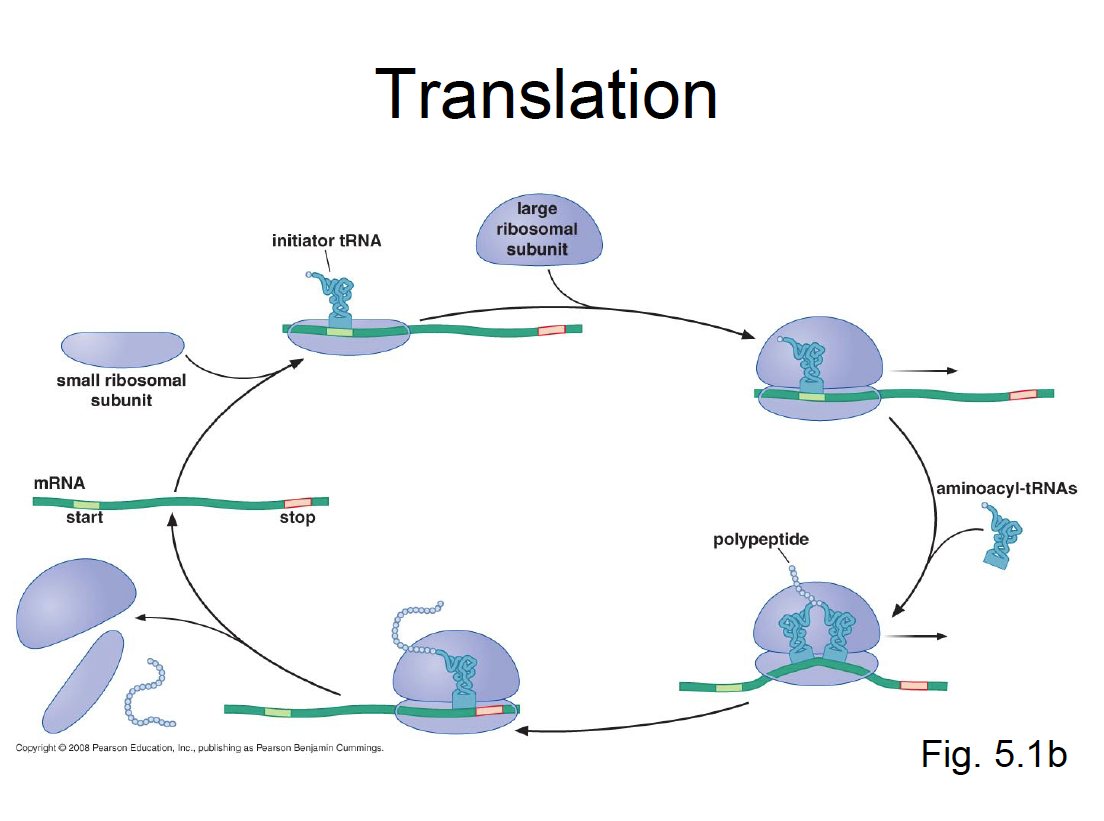 Translation
large
ribosomal
subunit
initiator tRNA
small ribosomal
subunit
mRNA
start
stop
aminoacyl-tRNAs
polypeptide
Copyright © 2008 Pearson Education, Inc., publishing as Pearson Benjamin Cummings.
Fig. 5.1b